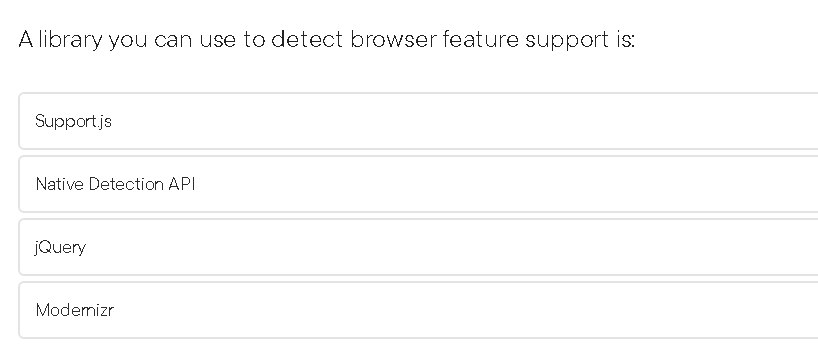 A library you can use to detect browser feature support is:
Support.js
Native Detection API
jQuery
Modernizr